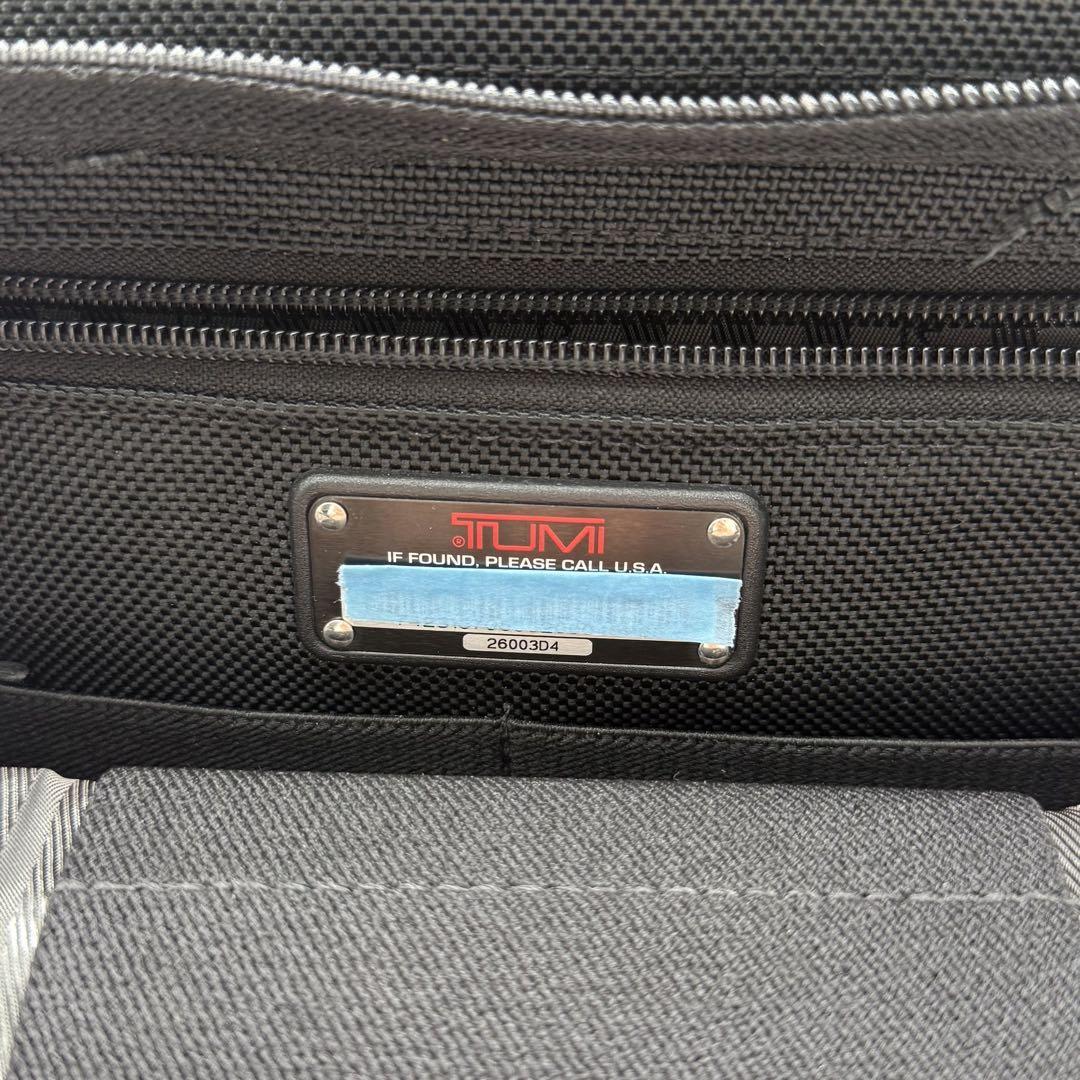 TUMI®
IF FOUND, PLEASE CALL U.S.A.
26003D4